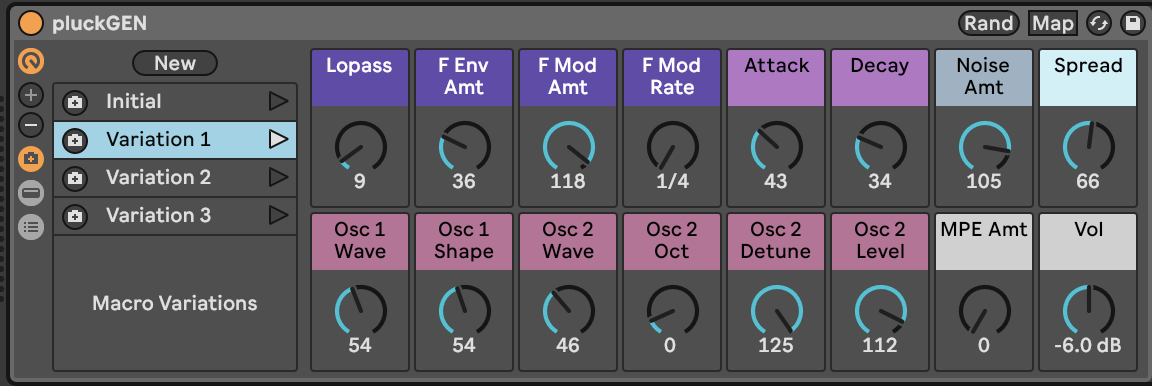 pluckGEN Rand Map
New
Initial
Variation 1
Variation 2
Variation 3
Macro Variations
Lopass F Env Amt F Mod Amt F Mod Rate Attack Decay Noise Amt Spread
9 36 118 1/4 43 34 105 66
Osc 1 Wave Osc 1 Shape Osc 2 Wave Osc 2 Oct Osc 2 Detune Osc 2 Level MPE Amt Vol
54 54 46 0 125 112 0 -6.0 dB